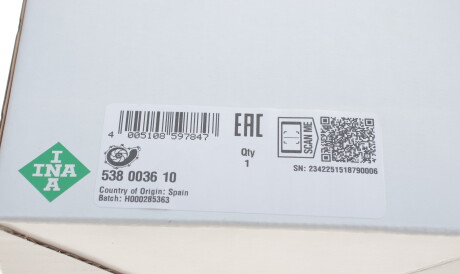 INA
INA
4 005108 597847
EAC
SCAN ME
Qty
1
538 0036 10
SN: 2342251518790006
Country of Origin: Spain
Batch: H000285363